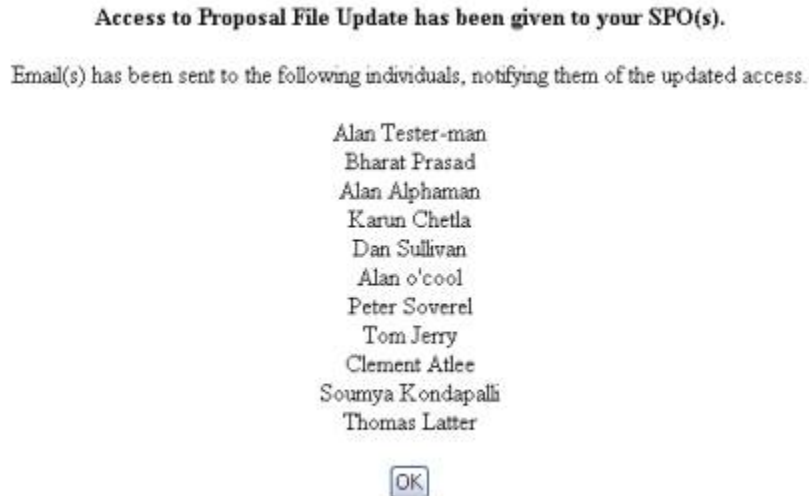 Access to Proposal File Update has been given to your SPO(s).
Email(s) has been sent to the following individuals, notifying them of the updated access.
Alan Tester-man
Bharat Prasad
Alan Alphaman
Karun Chetla
Dan Sullivan
Alan o'cool
Peter Soverel
Tom Jerry
Clement Atlee
Soumya Kondapalli
Thomas Latter
OK